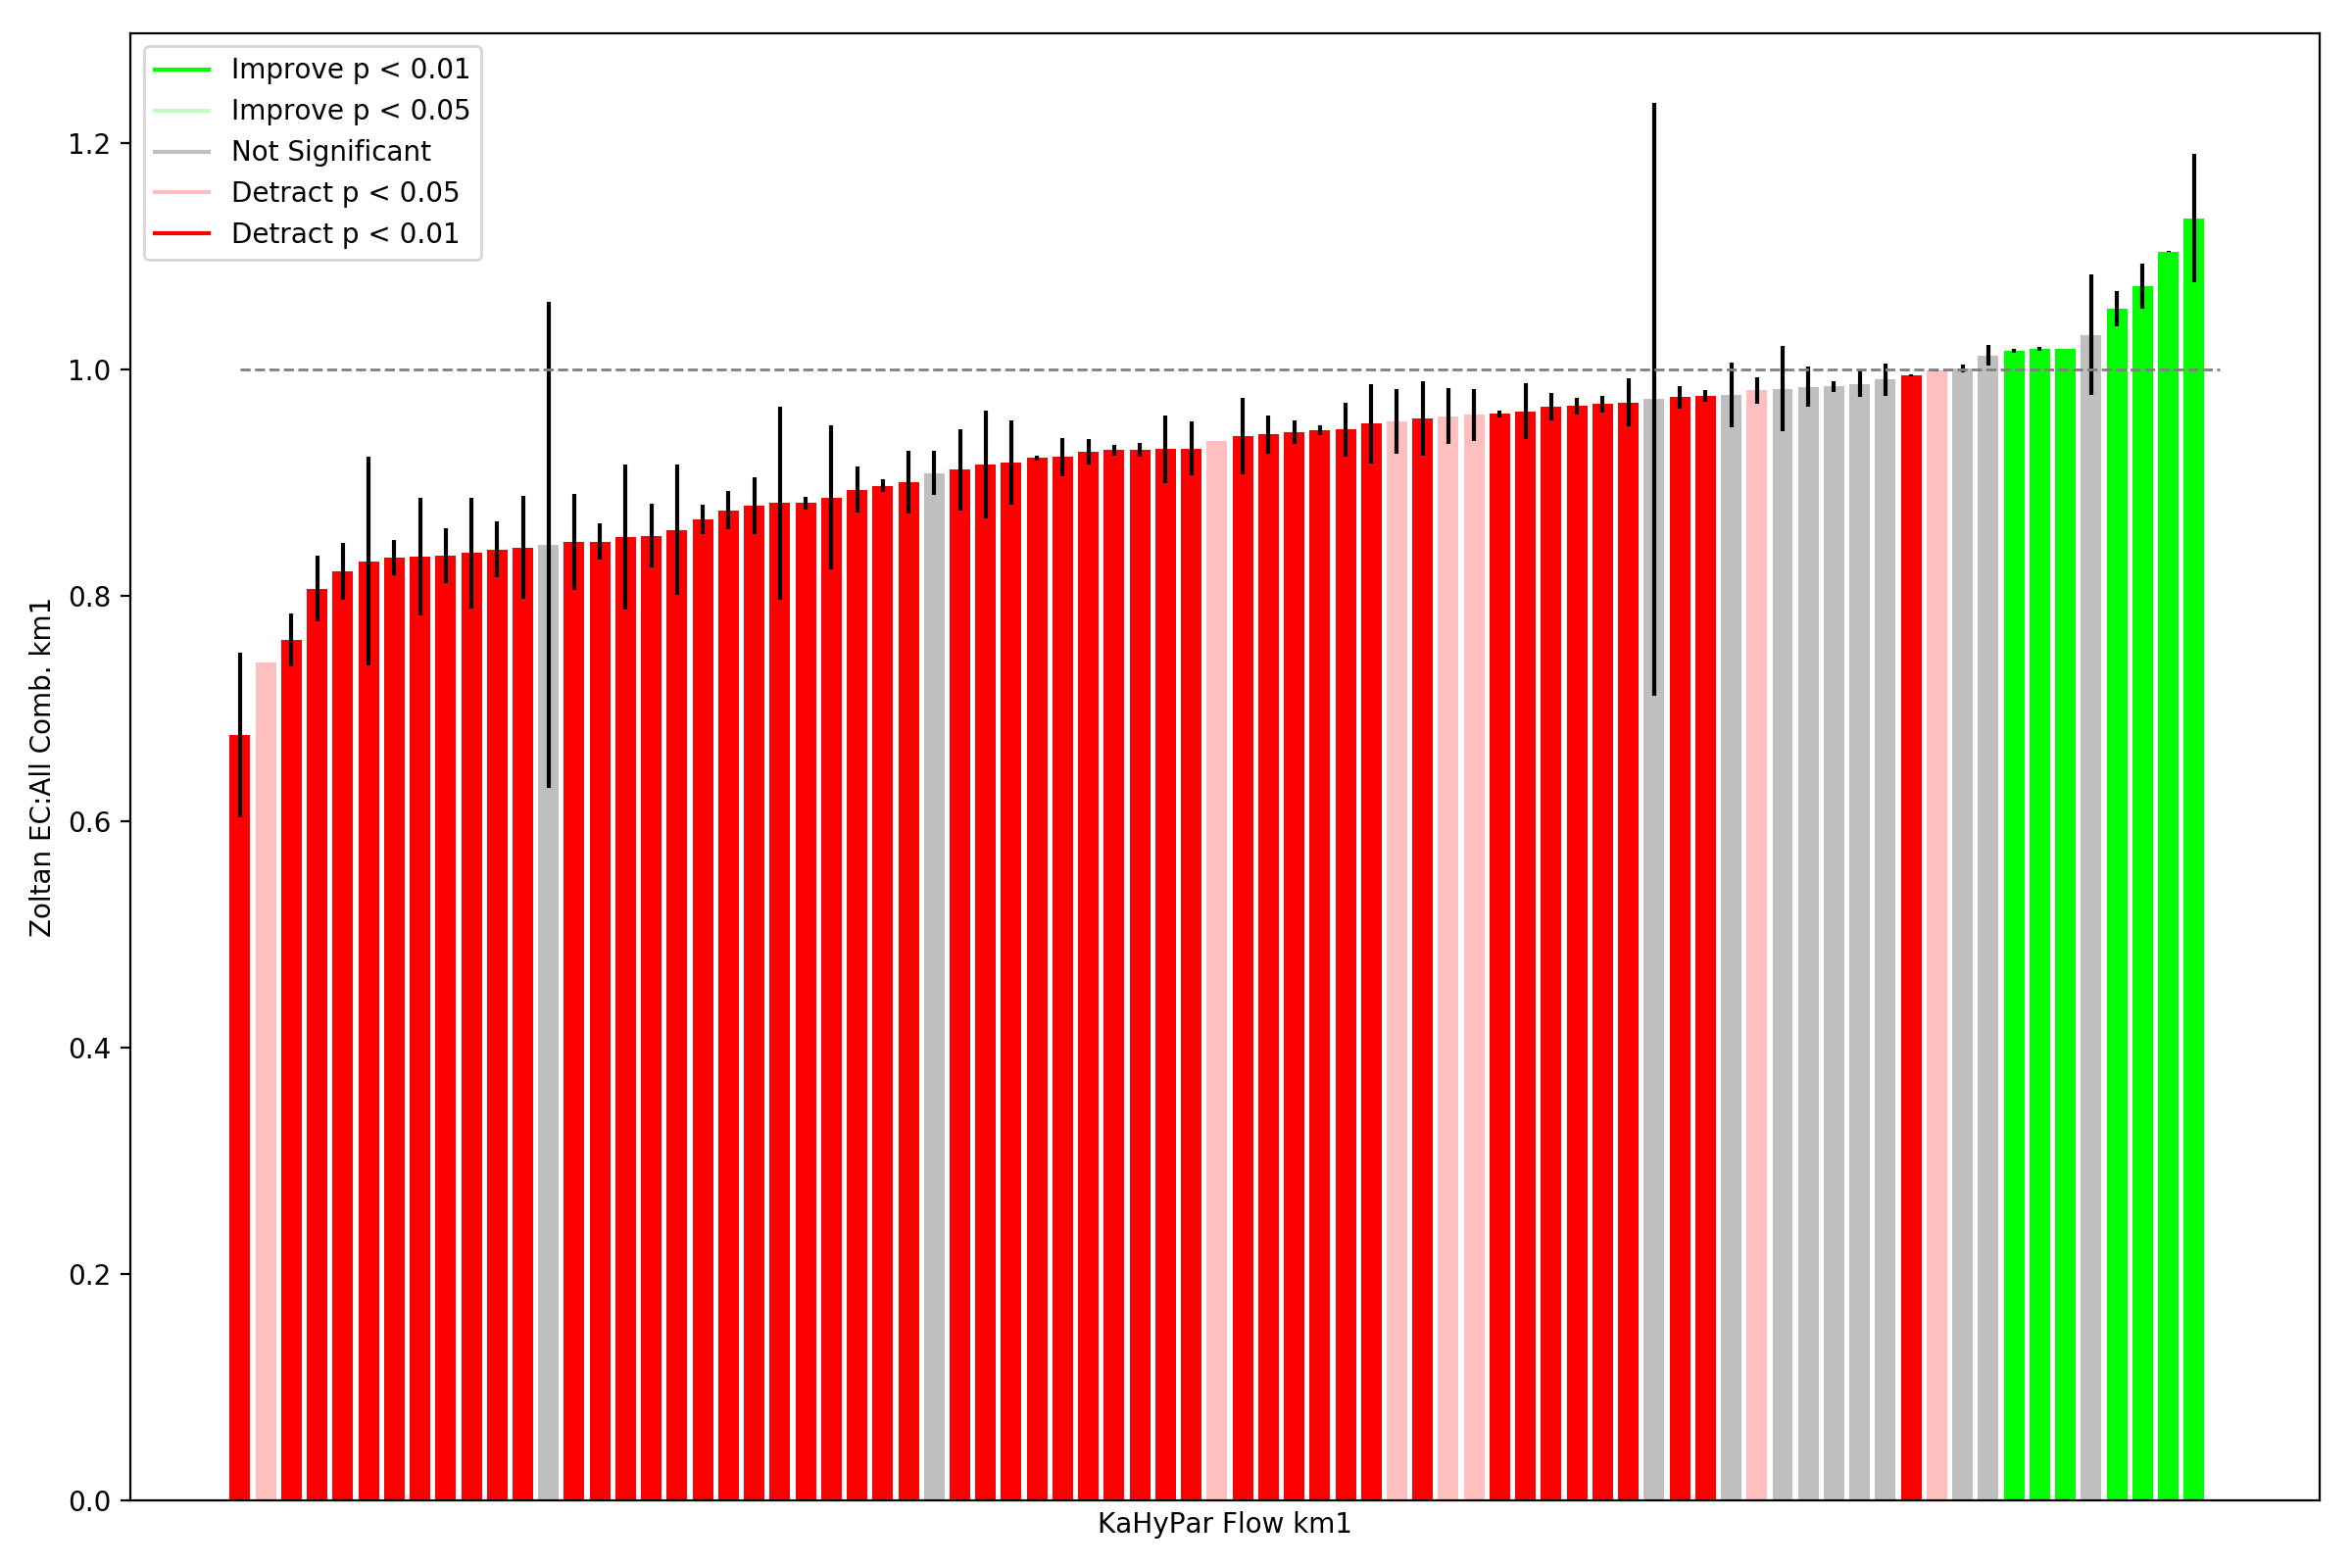 Improve p < 0.01
Improve p < 0.05
Not Significant
Detract p < 0.05
Detract p < 0.01
1.2
1.0
0.8
0.6
0.4
0.2
0.0
Zoltan EC:All Comb. km1
KaHyPar Flow km1